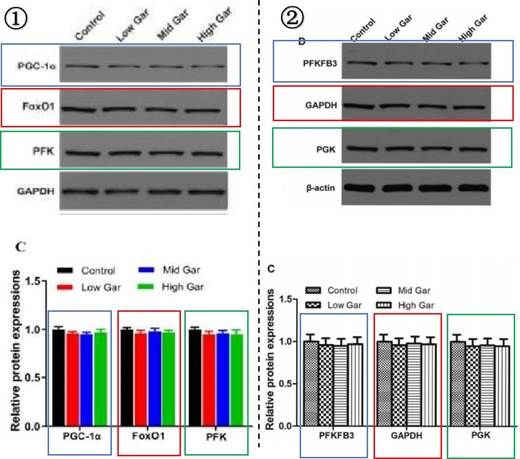 ①
Control Low Gar Mid Gar High Gar
PGC-1α
FoxO1
PFK
GAPDH
C
Control Mid Gar
Low Gar High Gar
Relative protein expressions
1.5
1.0
0.5
0.0
PGC-1α FoxO1 PFK
②
D
Control Low Gar Mid Gar High Gar
PFKFB3
GAPDH
PGK
β-actin
C
Control Mid Gar
Low Gar High Gar
Relative protein expressions
1.5
1.0
0.5
0.0
PFKFB3 GAPDH PGK